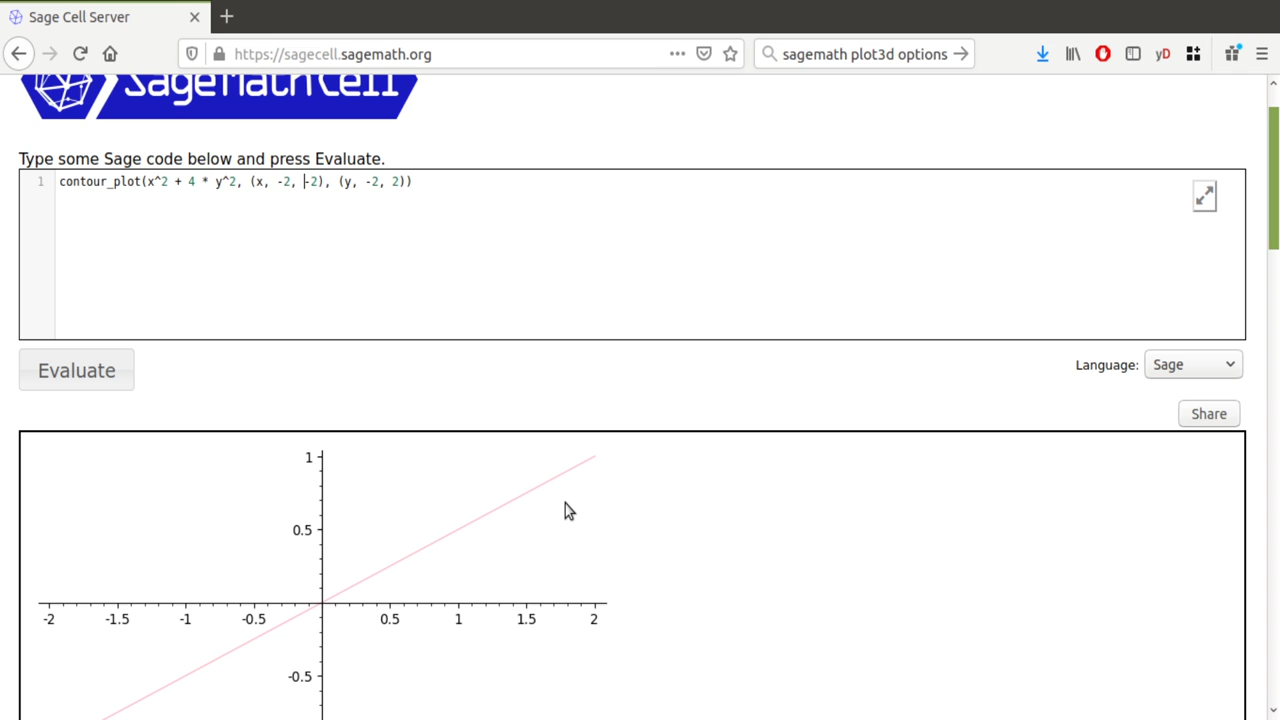 Sage Cell Server
https://sagecell.sagemath.org
sagemath plot3d options
yD
SageMathCell
Type some Sage code below and press Evaluate.
1 contour_plot(x^2 + 4 * y^2, (x, -2, -2), (y, -2, 2))
Evaluate
Language: Sage
Share
1
0.5
-2 -1.5 -1 -0.5 0.5 1 1.5 2
-0.5